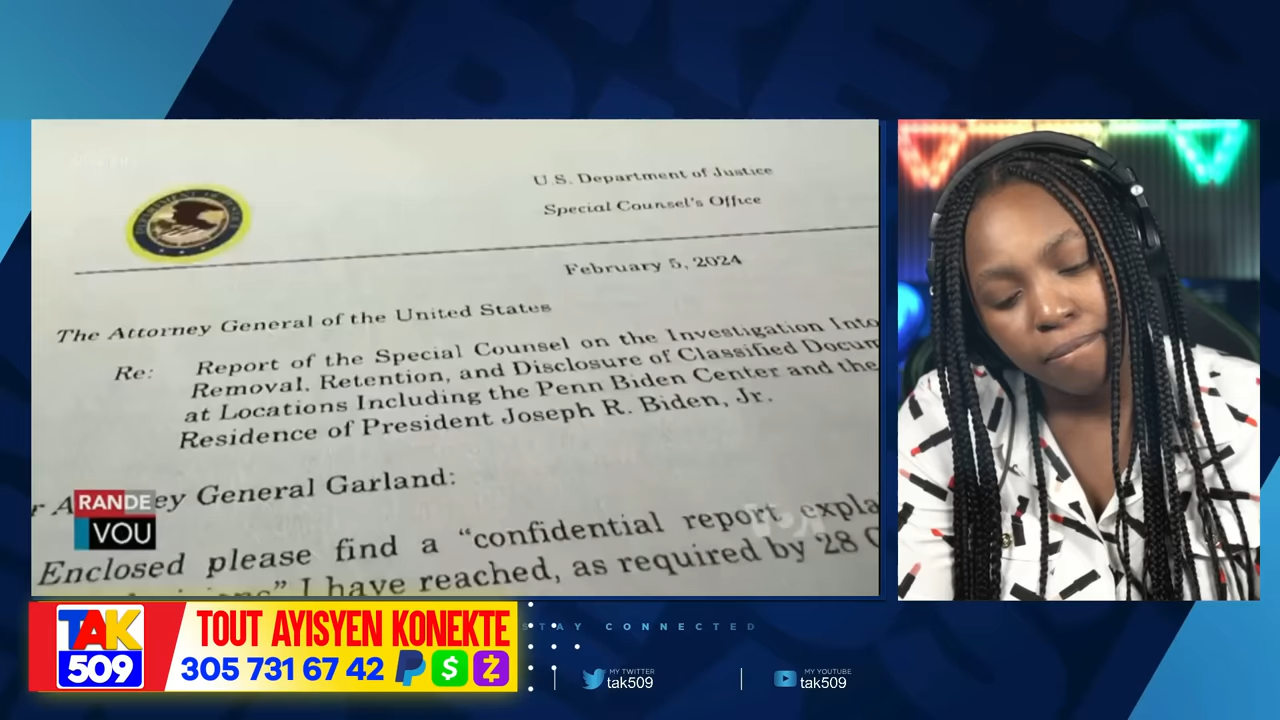 U.S. Department of Justice
Special Counsel's Office
February 5, 2024
The Attorney General of the United States
Re: Report of the Special Counsel on the Investigation Into
Removal, Retention, and Disclosure of Classified Docum
at Locations Including the Penn Biden Center and the
Residence of President Joseph R. Biden, Jr.
ey General Garland:
Enclosed please find a “confidential report expla
I have reached, as required by 28 C
RANDE
VOU
TAK
509
TOUT AYISYEN KONEKTE
305 731 67 42
STAY CONNECTED
MY TWITTER
tak509
MY YOUTUBE
tak509